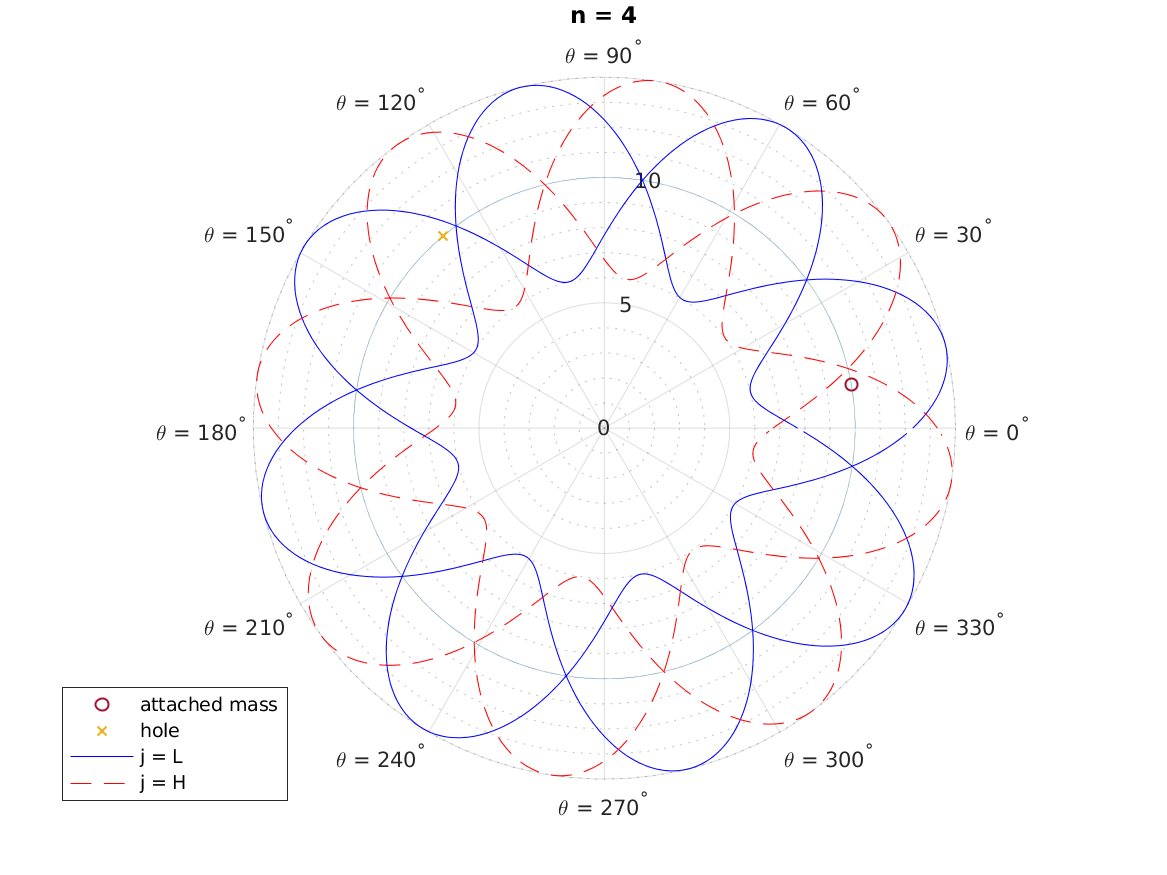 n = 4
θ = 90°
θ = 120°
θ = 60°
θ = 150°
θ = 30°
10
5
θ = 180°
0
θ = 0°
θ = 210°
θ = 330°
θ = 240°
θ = 300°
θ = 270°
attached mass
hole
j = L
j = H